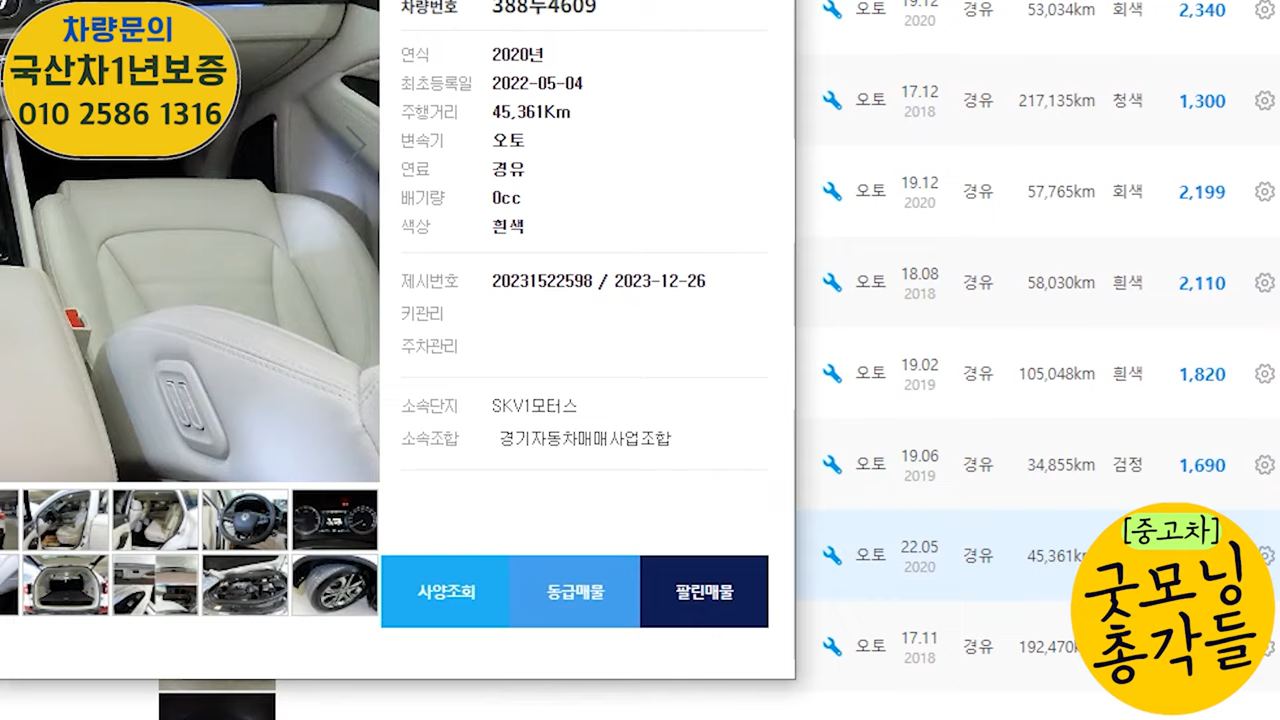 차량문의
국산차1년보증
010 2586 1316
차량번호 388누4609
연식 2020년
최초등록일 2022-05-04
주행거리 45,361Km
변속기 오토
연료 경유
배기량 0cc
색상 흰색
제시번호 20231522598 / 2023-12-26
키관리
주차관리
소속단지 SKV1모터스
소속조합 경기자동차매매사업조합
사양조회 동급매물 팔린매물
오토 19.12 경유 53,034km 회색 2,340
2020
오토 17.12 경유 217,135km 청색 1,300
2018
오토 19.12 경유 57,765km 회색 2,199
2020
오토 18.08 경유 58,030km 흰색 2,110
2018
오토 19.02 경유 105,048km 흰색 1,820
2019
오토 19.06 경유 34,855km 검정 1,690
2019
오토 22.05 경유 45,361
2020
오토 17.11 경유 192,470
2018
[중고차]
굿모닝
총각들